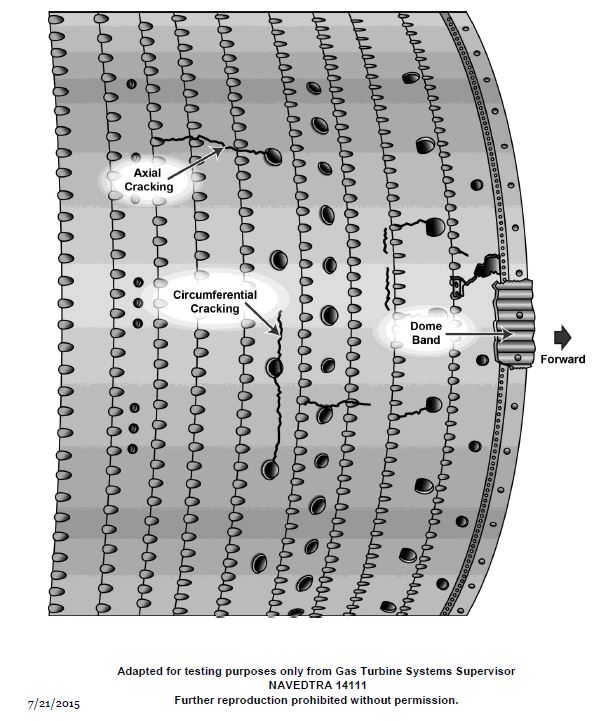 Axial
Cracking
Circumferential
Cracking
Dome
Band
Forward
Adapted for testing purposes only from Gas Turbine Systems Supervisor
NAVEDTRA 14111
7/21/2015
Further reproduction prohibited without permission.